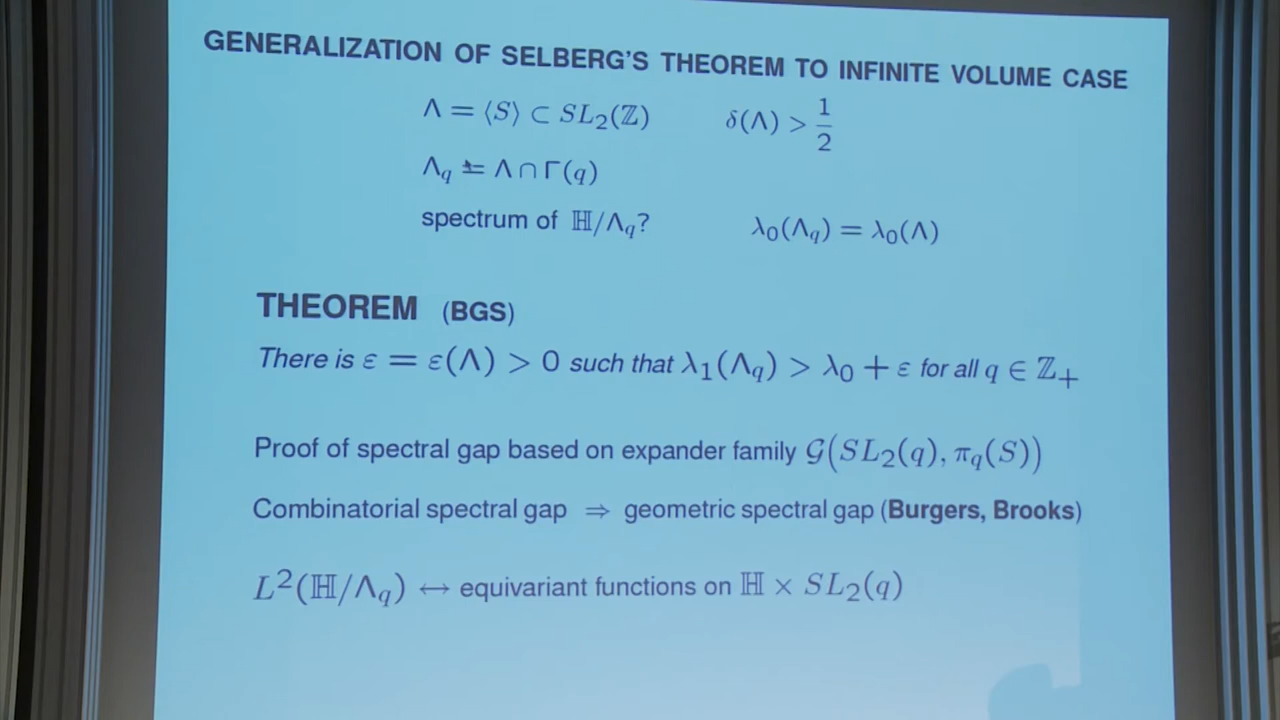 GENERALIZATION OF SELBERG'S THEOREM TO INFINITE VOLUME CASE
Λ = ⟨S⟩ ⊂ SL₂(ℤ) δ(Λ) > 1/2
Λ_q = Λ ∩ Γ(q)
spectrum of ℍ/Λ_q? λ₀(Λ_q) = λ₀(Λ)
THEOREM (BGS)
There is ε = ε(Λ) > 0 such that λ₁(Λ_q) > λ₀ + ε for all q ∈ ℤ₊
Proof of spectral gap based on expander family 𝒢(SL₂(q), π_q(S))
Combinatorial spectral gap ⇒ geometric spectral gap (Burgers, Brooks)
L²(ℍ/Λ_q) ↔ equivariant functions on ℍ × SL₂(q)